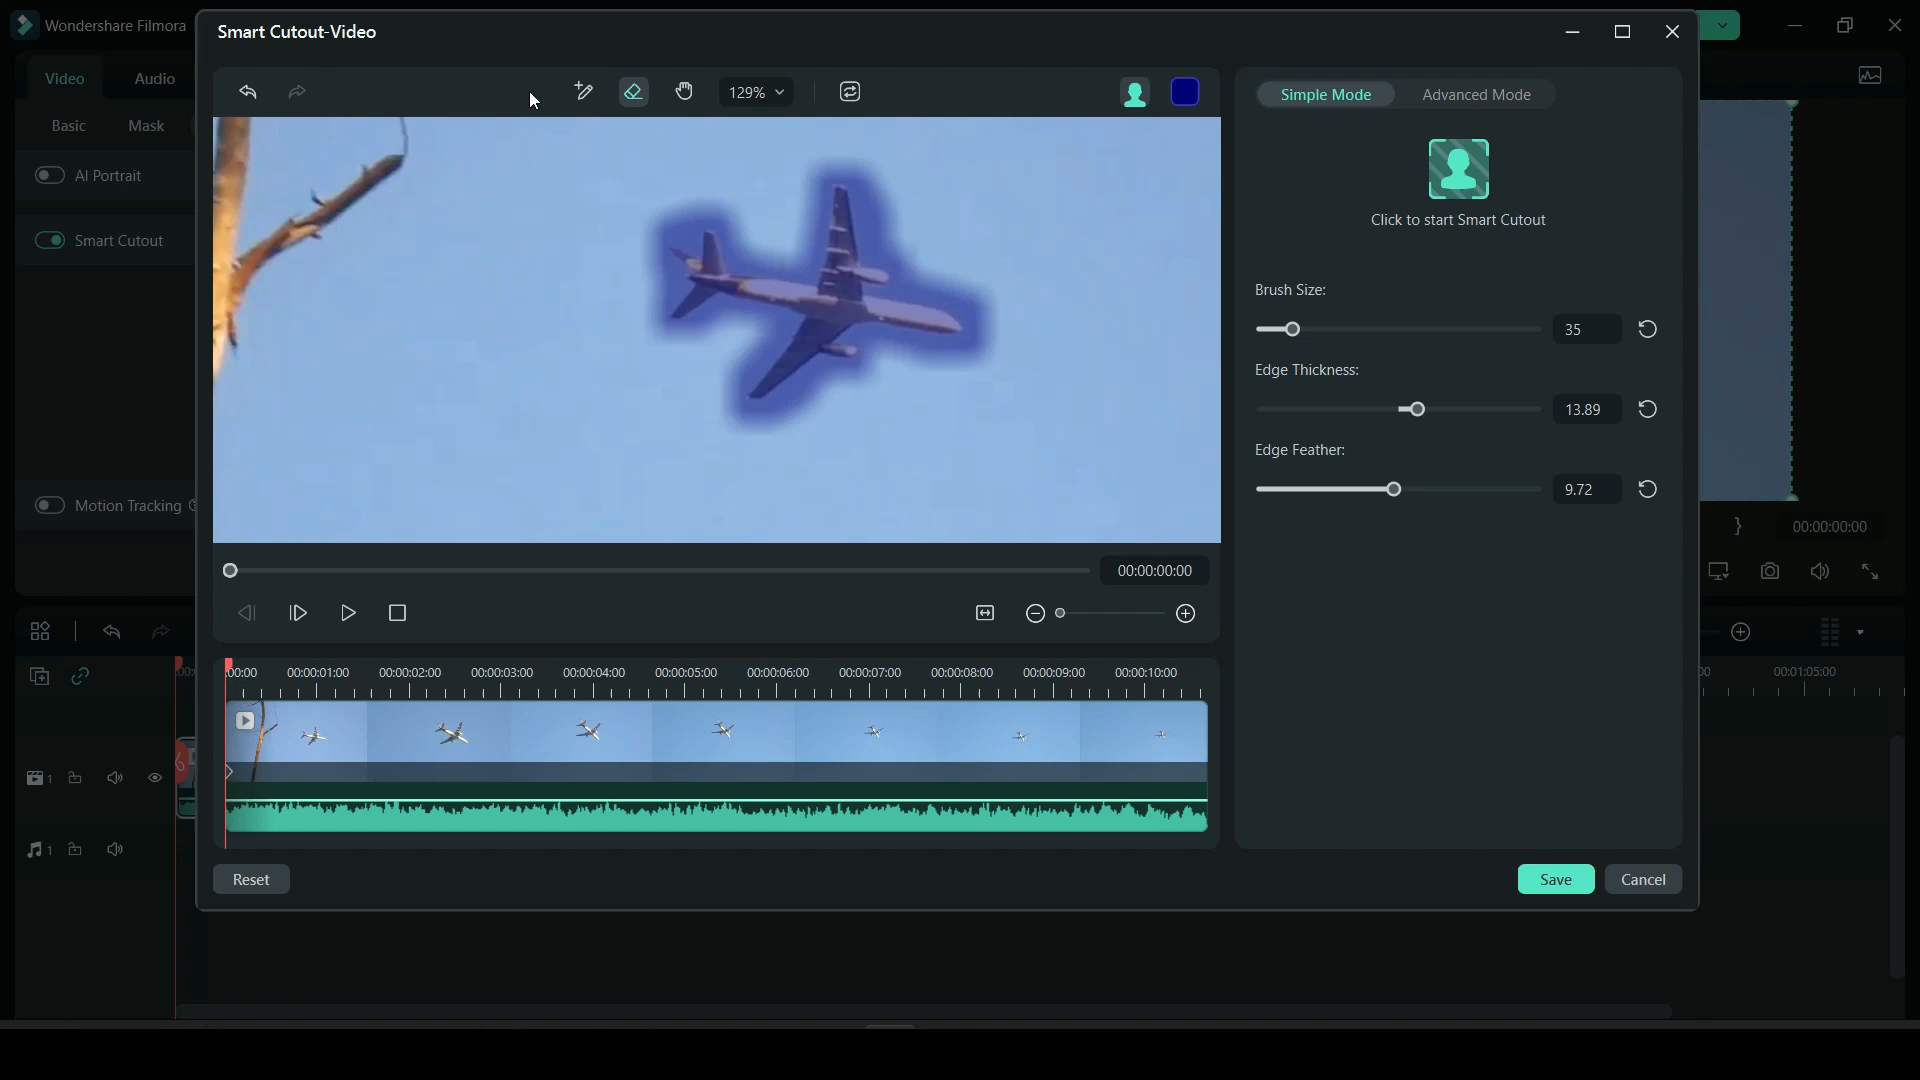 Wondershare Filmora
Smart Cutout-Video
Video
Audio
129%
Simple Mode
Advanced Mode
Basic
Mask
AI Portrait
Click to start Smart Cutout
Smart Cutout
Brush Size:
35
Edge Thickness:
13.89
Edge Feather:
9.72
Motion Tracking
}
00:00:00:00
00:00:00:00
:00:00
00:00:01:00
00:00:02:00
00:00:03:00
00:00:04:00
00:00:05:00
00:00:06:00
00:00:07:00
00:00:08:00
00:00:09:00
00:00:10:00
00:01:05:00
1
1
Reset
Save
Cancel